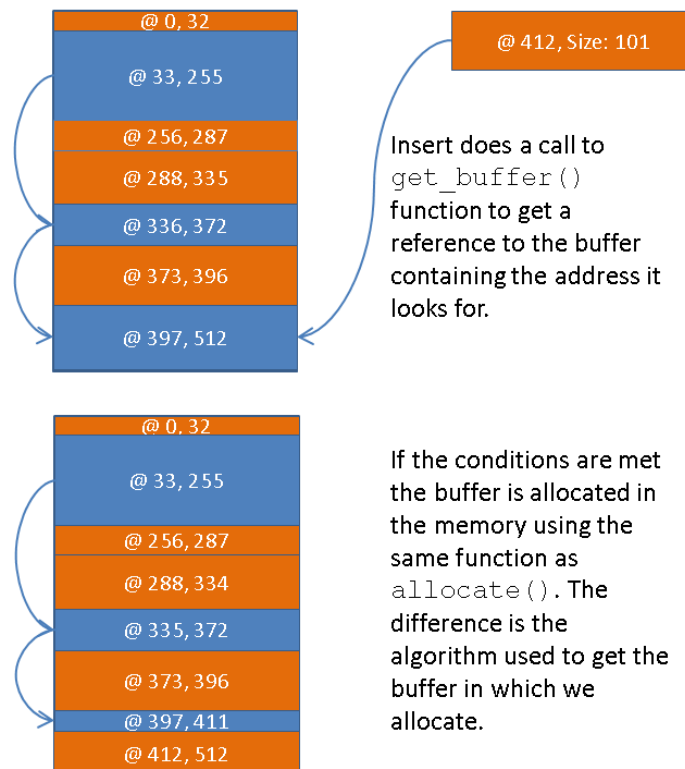 @ 0, 32
@ 33, 255
@ 256, 287
@ 288, 335
@ 336, 372
@ 373, 396
@ 397, 512
@ 412, Size: 101
Insert does a call to
get_buffer()
function to get a
reference to the buffer
containing the address it
looks for.
@ 0, 32
@ 33, 255
@ 256, 287
@ 288, 334
@ 335, 372
@ 373, 396
@ 397, 411
@ 412, 512
If the conditions are met
the buffer is allocated in
the memory using the
same function as
allocate(). The
difference is the
algorithm used to get the
buffer in which we
allocate.